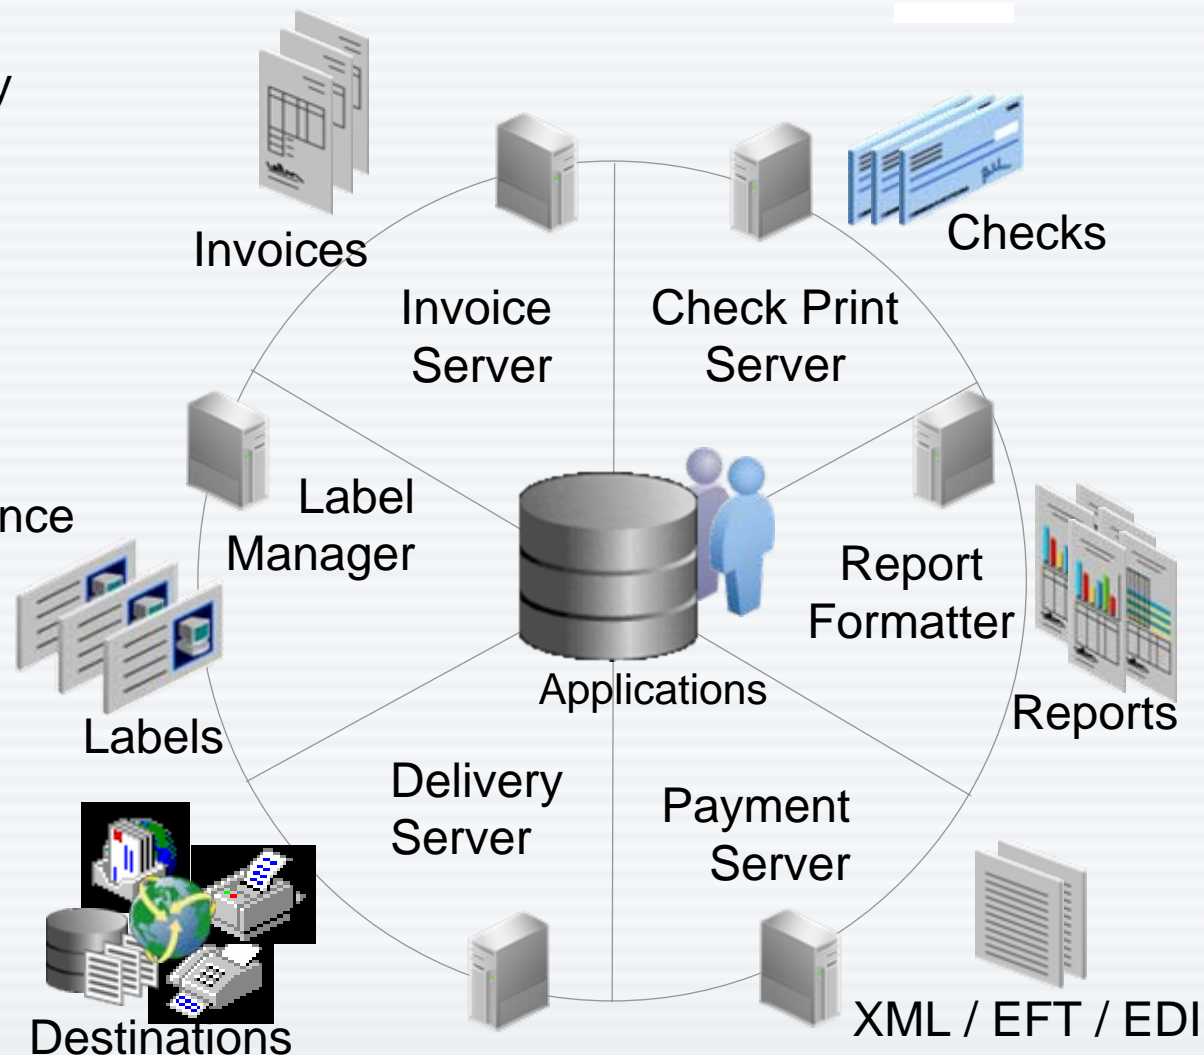 y
Invoices
Checks
Invoice
Server
Check Print
Server
nce
Label
Manager
Report
Formatter
Applications
Labels
Reports
Delivery
Server
Payment
Server
Destinations
XML / EFT / EDI